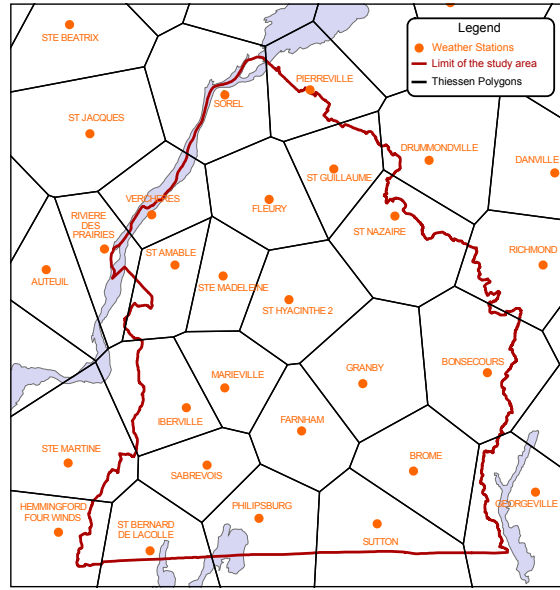 Legend
Weather Stations
Limit of the study area
Thiessen Polygons
STE BEATRIX
PIERREVILLE
SOREL
ST JACQUES
DRUMMONDVILLE
DANVILLE
ST GUILLAUME
VERCHERES
FLEURY
RIVIERE
DES
PRAIRIES
ST NAZAIRE
RICHMOND
ST AMABLE
AUTEUIL
STE MADELEINE
ST HYACINTHE 2
GRANBY
BONSECOURS
MARIEVILLE
IBERVILLE
FARNHAM
STE MARTINE
SABREVOIS
BROME
GEORGEVILLE
HEMMINGFORD
FOUR WINDS
PHILIPSBURG
ST BERNARD
DE LACOLLE
SUTTON